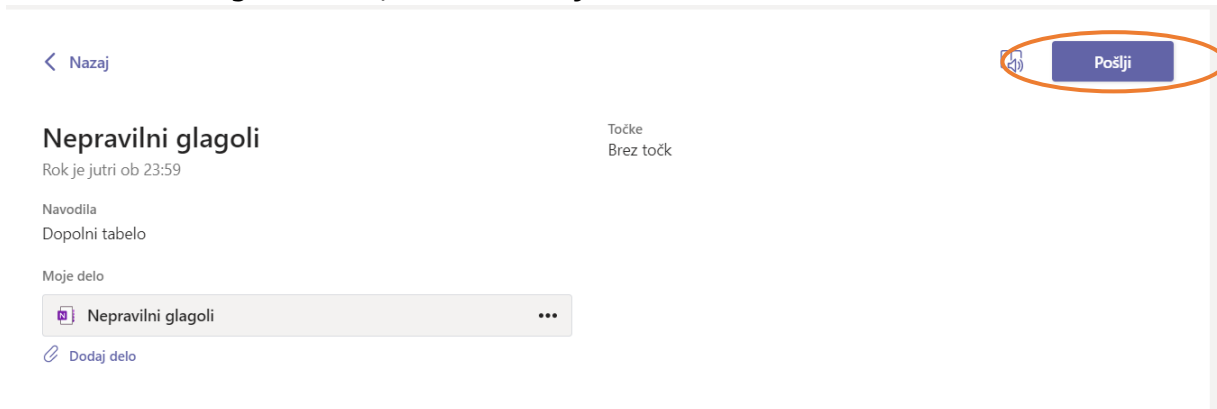 Nazaj
Pošlji
Nepravilni glagoli
Rok je jutri ob 23:59
Točke
Brez točk
Navodila
Dopolni tabelo
Moje delo
Nepravilni glagoli
Dodaj delo